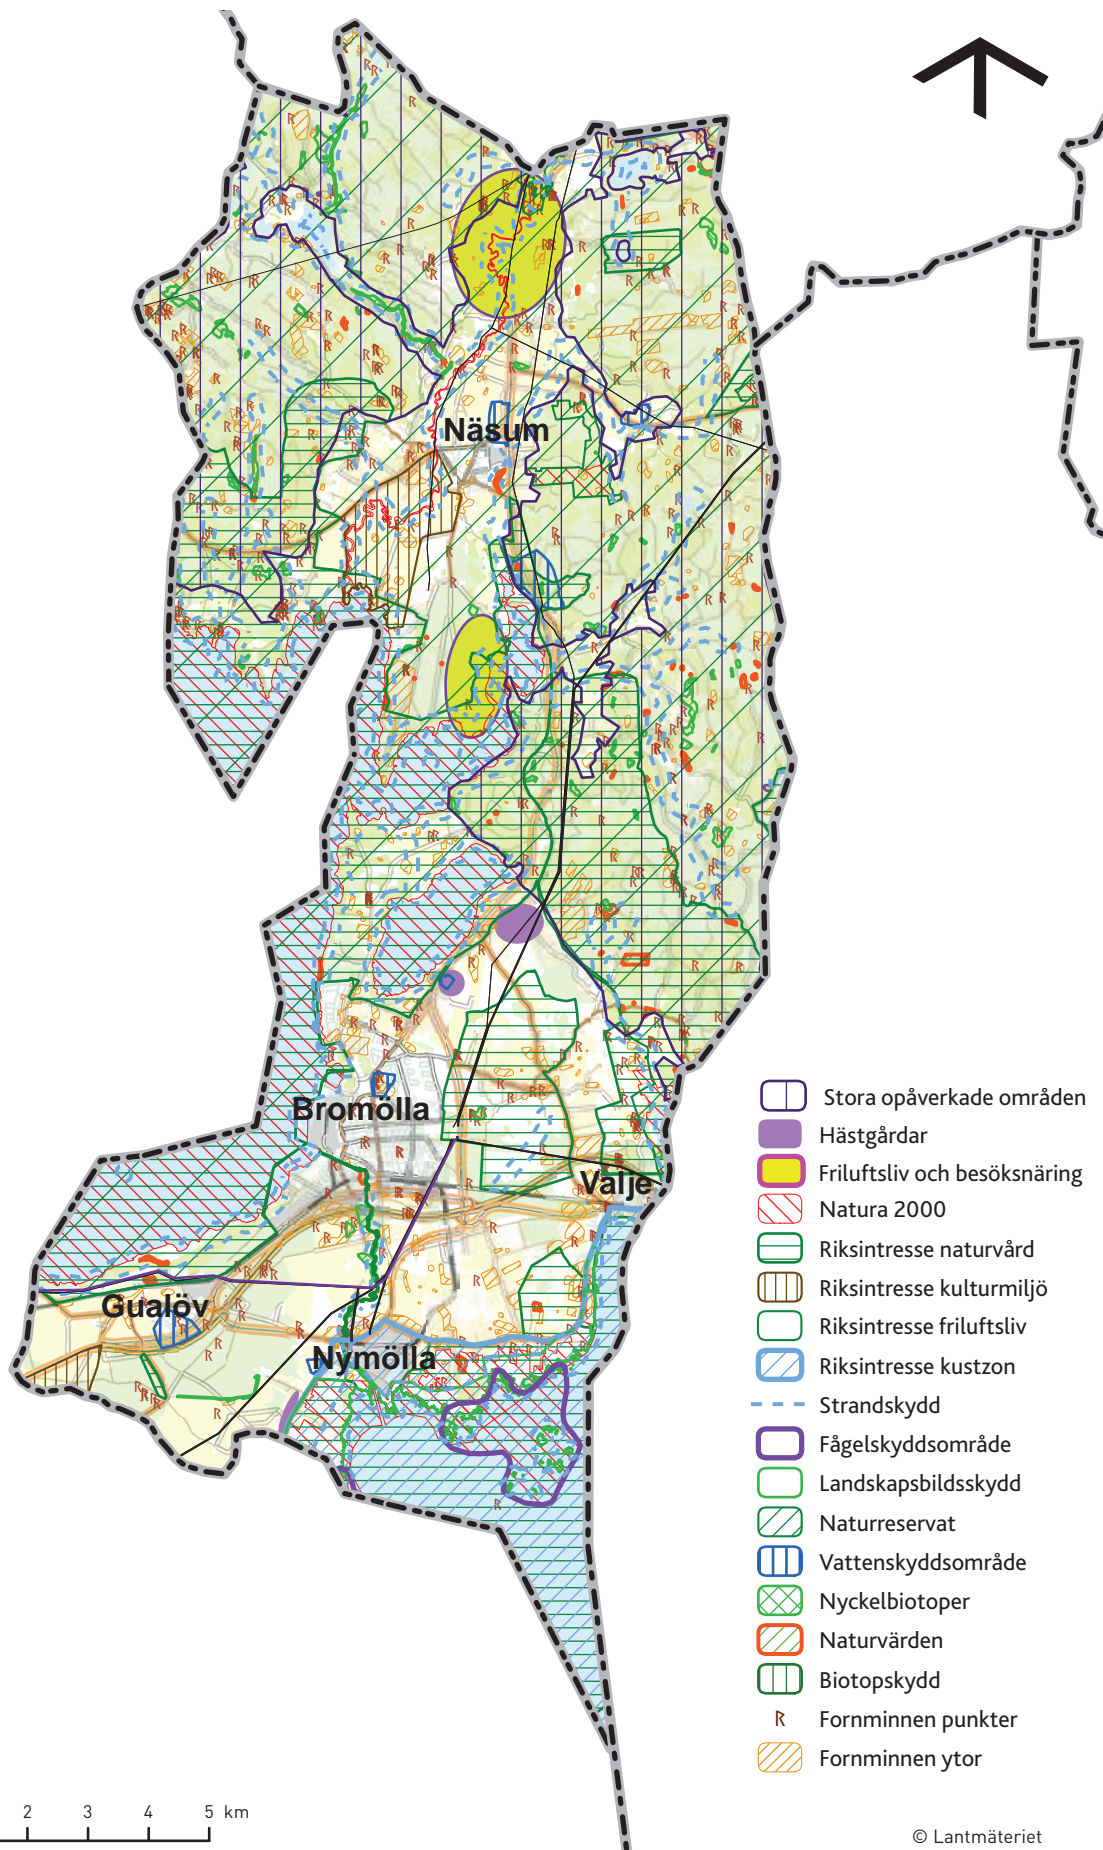 Näsum
Bromölla
Valje
Gualöv
Nymölla
Stora opåverkade områden
Hästgårdar
Friluftsliv och besöksnäring
Natura 2000
Riksintresse naturvård
Riksintresse kulturmiljö
Riksintresse friluftsliv
Riksintresse kustzon
Strandskydd
Fågelskyddsområde
Landskapsbildsskydd
Naturreservat
Vattenskyddsområde
Nyckelbiotoper
Naturvärden
Biotopskydd
R Fornminnen punkter
Fornminnen ytor
2 3 4 5 km
© Lantmäteriet